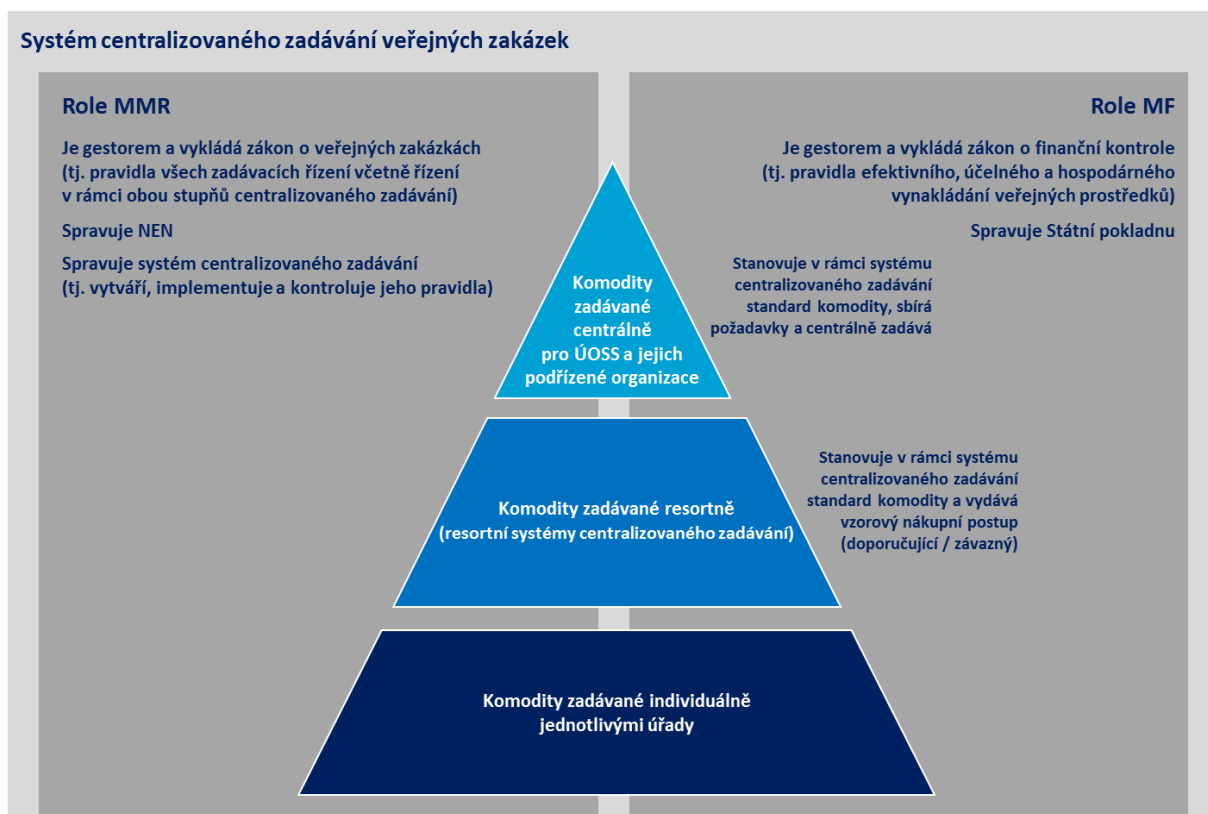 Systém centralizovaného zadávání veřejných zakázek
Role MMR
Je gestorem a vykládá zákon o veřejných zakázkách
(tj. pravidla všech zadávacích řízení včetně řízení
v rámci obou stupňů centralizovaného zadávání)
Spravuje NEN
Spravuje systém centralizovaného zadávání
(tj. vytváří, implementuje a kontroluje jeho pravidla)
Role MF
Je gestorem a vykládá zákon o finanční kontrole
(tj. pravidla efektivního, účelného a hospodárného
vynakládání veřejných prostředků)
Spravuje Státní pokladnu
Stanovuje v rámci systému
centralizovaného zadávání
standard komodity, sbírá
požadavky a centrálně zadává
Komodity
zadávané
centrálně
pro ÚOSS a jejich
podřízené organizace
Stanovuje v rámci systému
centralizovaného zadávání
standard komodity a vydává
vzorový nákupní postup
(doporučující / závazný)
Komodity zadávané resortně
(resortní systémy centralizovaného zadávání)
Komodity zadávané individuálně
jednotlivými úřady